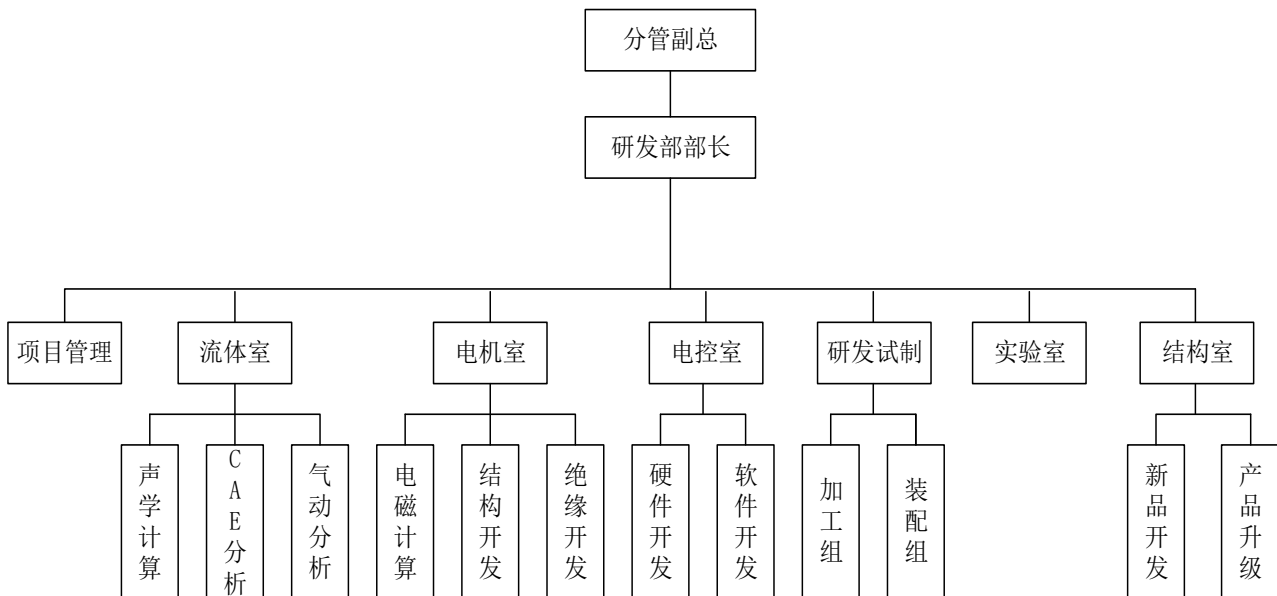 分管副总
研发部部长
项目管理
流体室
电机室
电控室
研发试制
实验室
结构室
声学计算
CAE分析
气动分析
电磁计算
结构开发
绝缘开发
硬件开发
软件开发
加工组
装配组
新品开发
产品升级